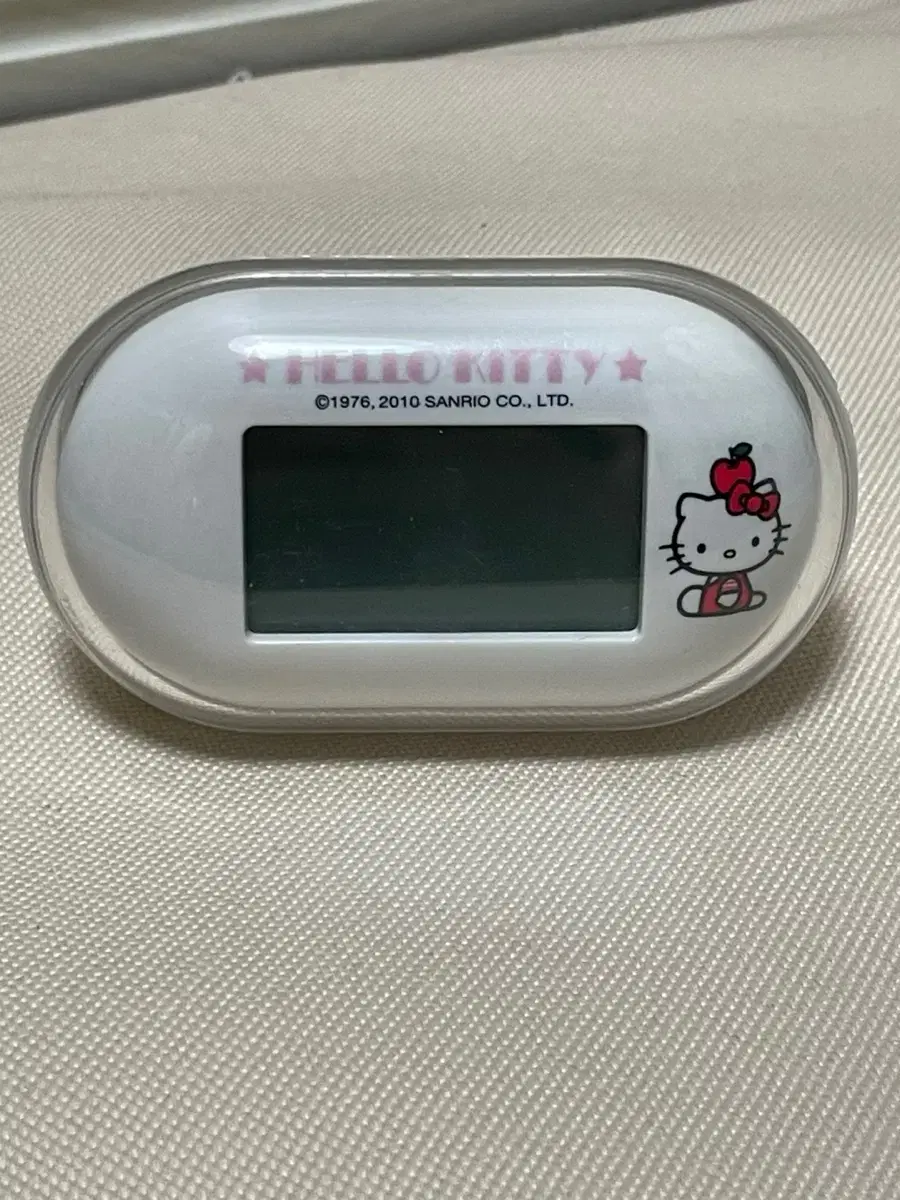 ★ HELLO KITTY ★
©1976, 2010 SANRIO CO., LTD.